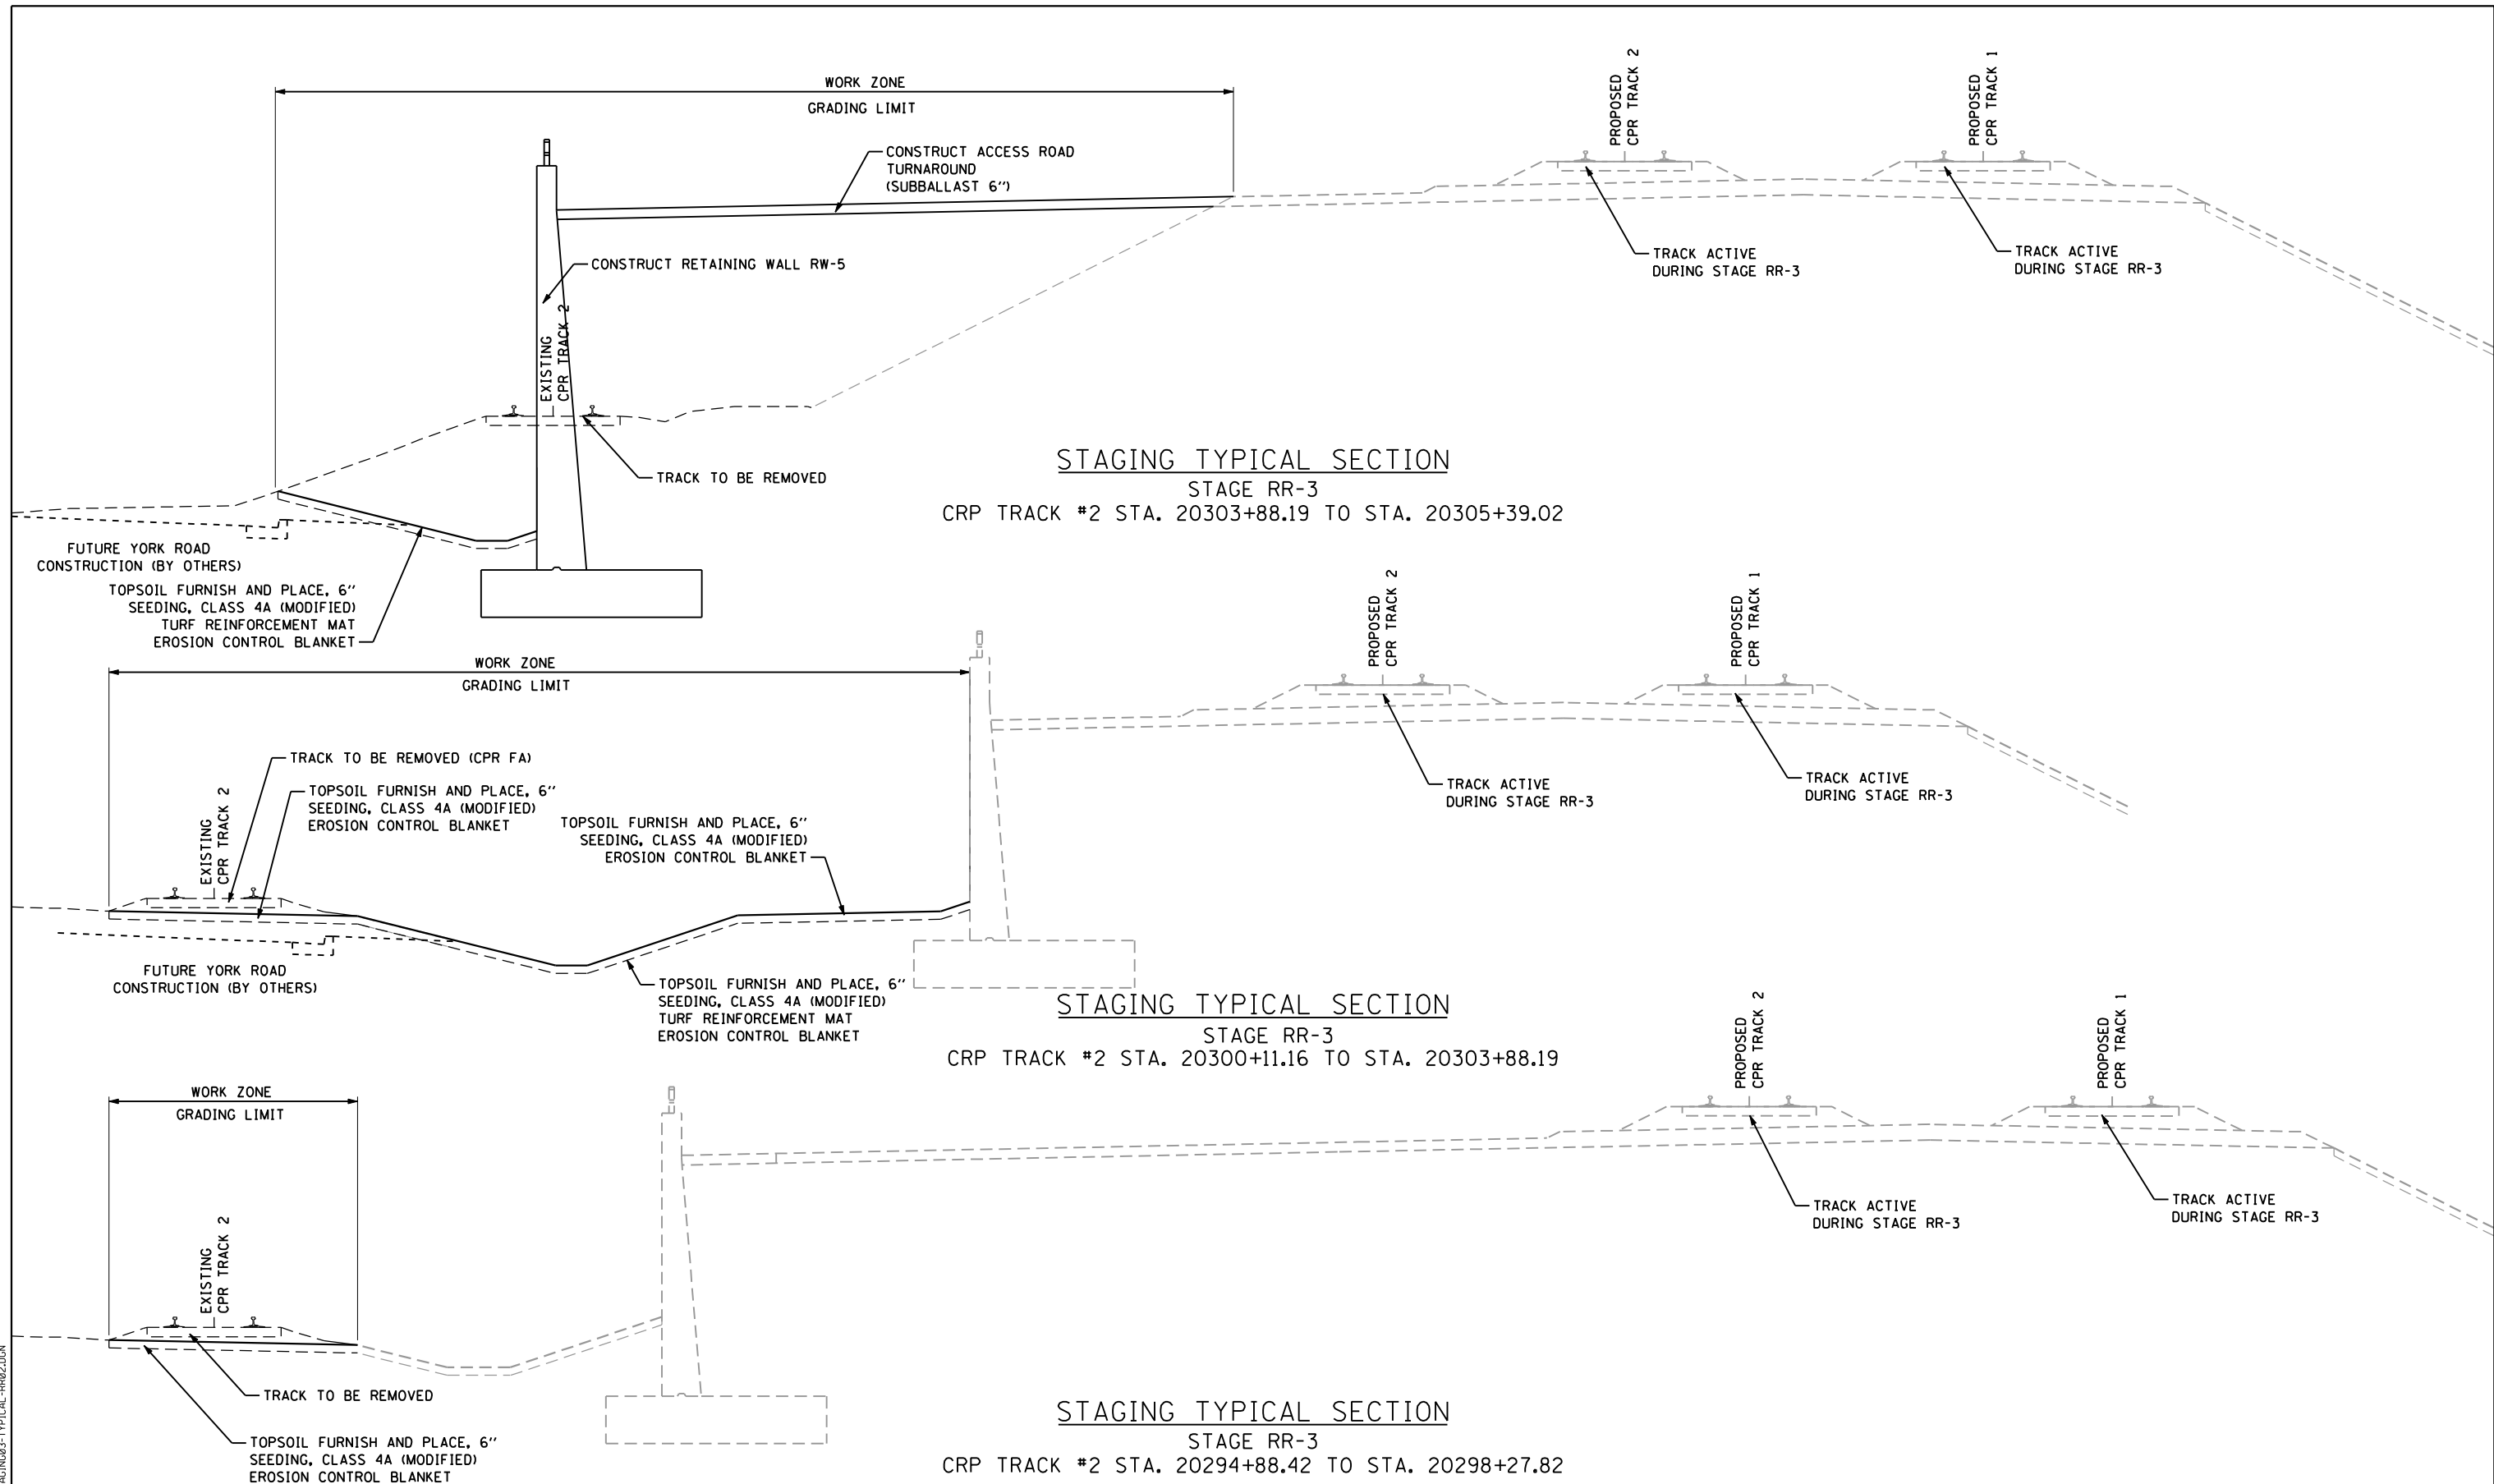 WORK ZONE
GRADING LIMIT
CONSTRUCT ACCESS ROAD
TURNAROUND
(SUBBALLAST 6'')
CONSTRUCT RETAINING WALL RW-5
EXISTING
CPR TRACK 2
TRACK TO BE REMOVED
PROPOSED
CPR TRACK 2
PROPOSED
CPR TRACK 1
TRACK ACTIVE
DURING STAGE RR-3
TRACK ACTIVE
DURING STAGE RR-3
FUTURE YORK ROAD
CONSTRUCTION (BY OTHERS)
TOPSOIL FURNISH AND PLACE, 6''
SEEDING, CLASS 4A (MODIFIED)
TURF REINFORCEMENT MAT
EROSION CONTROL BLANKET
STAGING TYPICAL SECTION
STAGE RR-3
CRP TRACK #2 STA. 20303+88.19 TO STA. 20305+39.02
WORK ZONE
GRADING LIMIT
TRACK TO BE REMOVED (CPR FA)
TOPSOIL FURNISH AND PLACE, 6''
SEEDING, CLASS 4A (MODIFIED)
EROSION CONTROL BLANKET
EXISTING
CPR TRACK 2
TOPSOIL FURNISH AND PLACE, 6''
SEEDING, CLASS 4A (MODIFIED)
EROSION CONTROL BLANKET
PROPOSED
CPR TRACK 2
PROPOSED
CPR TRACK 1
TRACK ACTIVE
DURING STAGE RR-3
TRACK ACTIVE
DURING STAGE RR-3
FUTURE YORK ROAD
CONSTRUCTION (BY OTHERS)
TOPSOIL FURNISH AND PLACE, 6''
SEEDING, CLASS 4A (MODIFIED)
TURF REINFORCEMENT MAT
EROSION CONTROL BLANKET
STAGING TYPICAL SECTION
STAGE RR-3
CRP TRACK #2 STA. 20300+11.16 TO STA. 20303+88.19
WORK ZONE
GRADING LIMIT
EXISTING
CPR TRACK 2
PROPOSED
CPR TRACK 2
PROPOSED
CPR TRACK 1
TRACK ACTIVE
DURING STAGE RR-3
TRACK ACTIVE
DURING STAGE RR-3
TRACK TO BE REMOVED
TOPSOIL FURNISH AND PLACE, 6''
SEEDING, CLASS 4A (MODIFIED)
EROSION CONTROL BLANKET
STAGING TYPICAL SECTION
STAGE RR-3
CRP TRACK #2 STA. 20294+88.42 TO STA. 20298+27.82